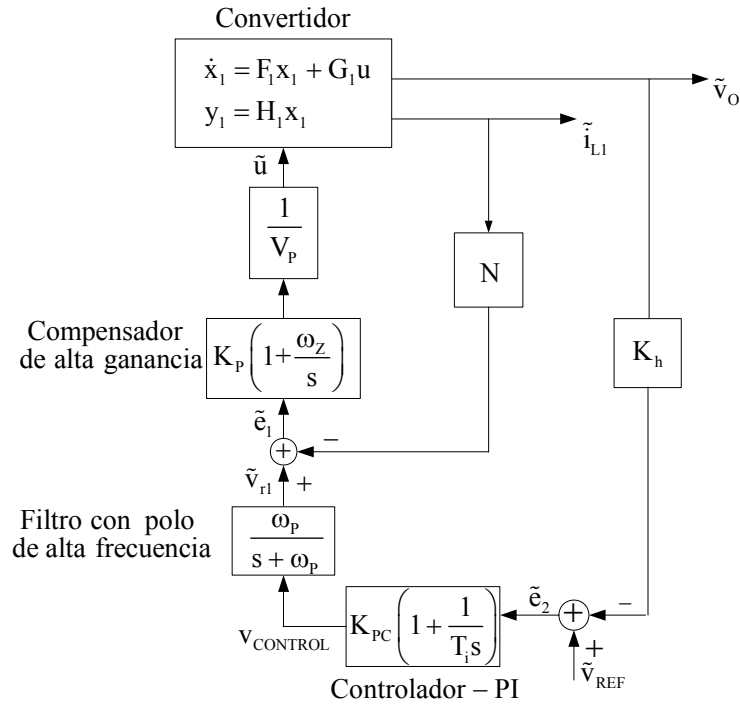 Convertidor
ẋ₁ = F₁x₁ + G₁u
y₁ = H₁x₁
ṽ_O
ĩ_L1
ũ
1/V_P
N
Compensador
de alta ganancia
K_P(1+ω_Z/s)
K_h
ẽ₁
+
−
ṽ_r1
+
Filtro con polo
de alta frecuencia
ω_P/(s + ω_P)
v_CONTROL
K_PC(1+1/(T_i s))
ẽ₂
+
−
+
ṽ_REF
Controlador – PI